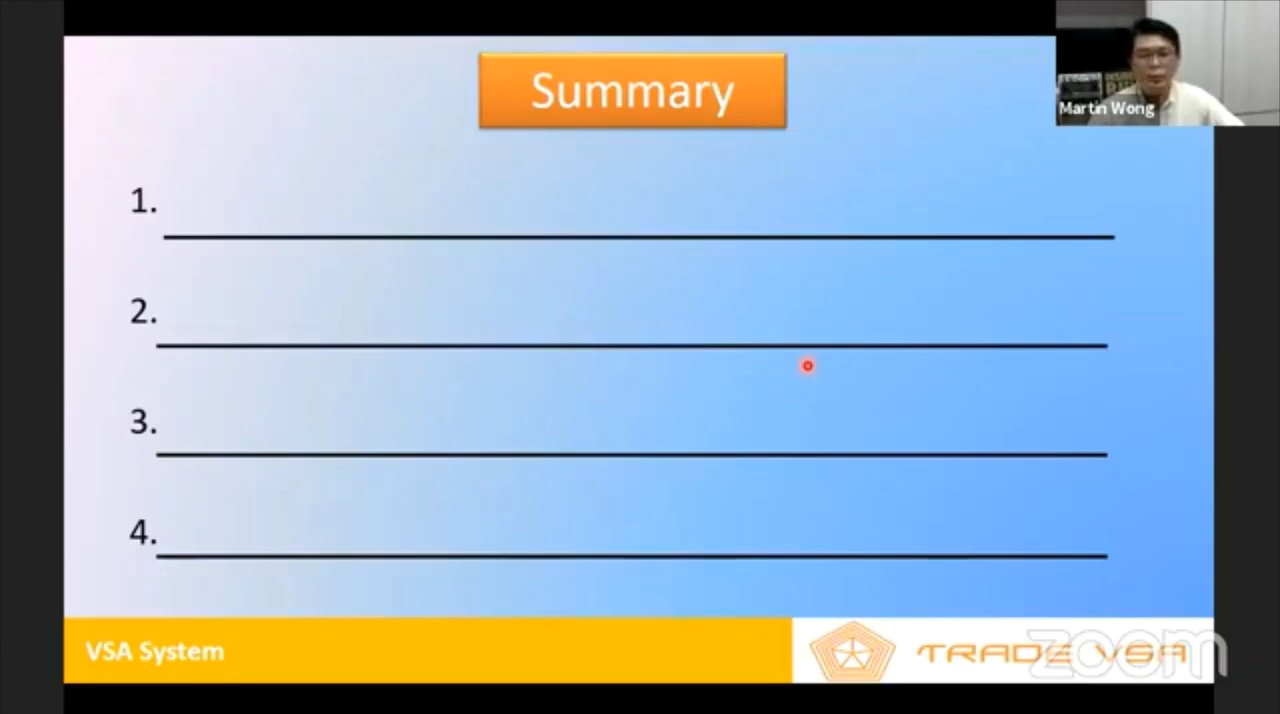 Summary
Martin Wong
1.
2.
3.
4.
VSA System
TRADE VSA
zoom